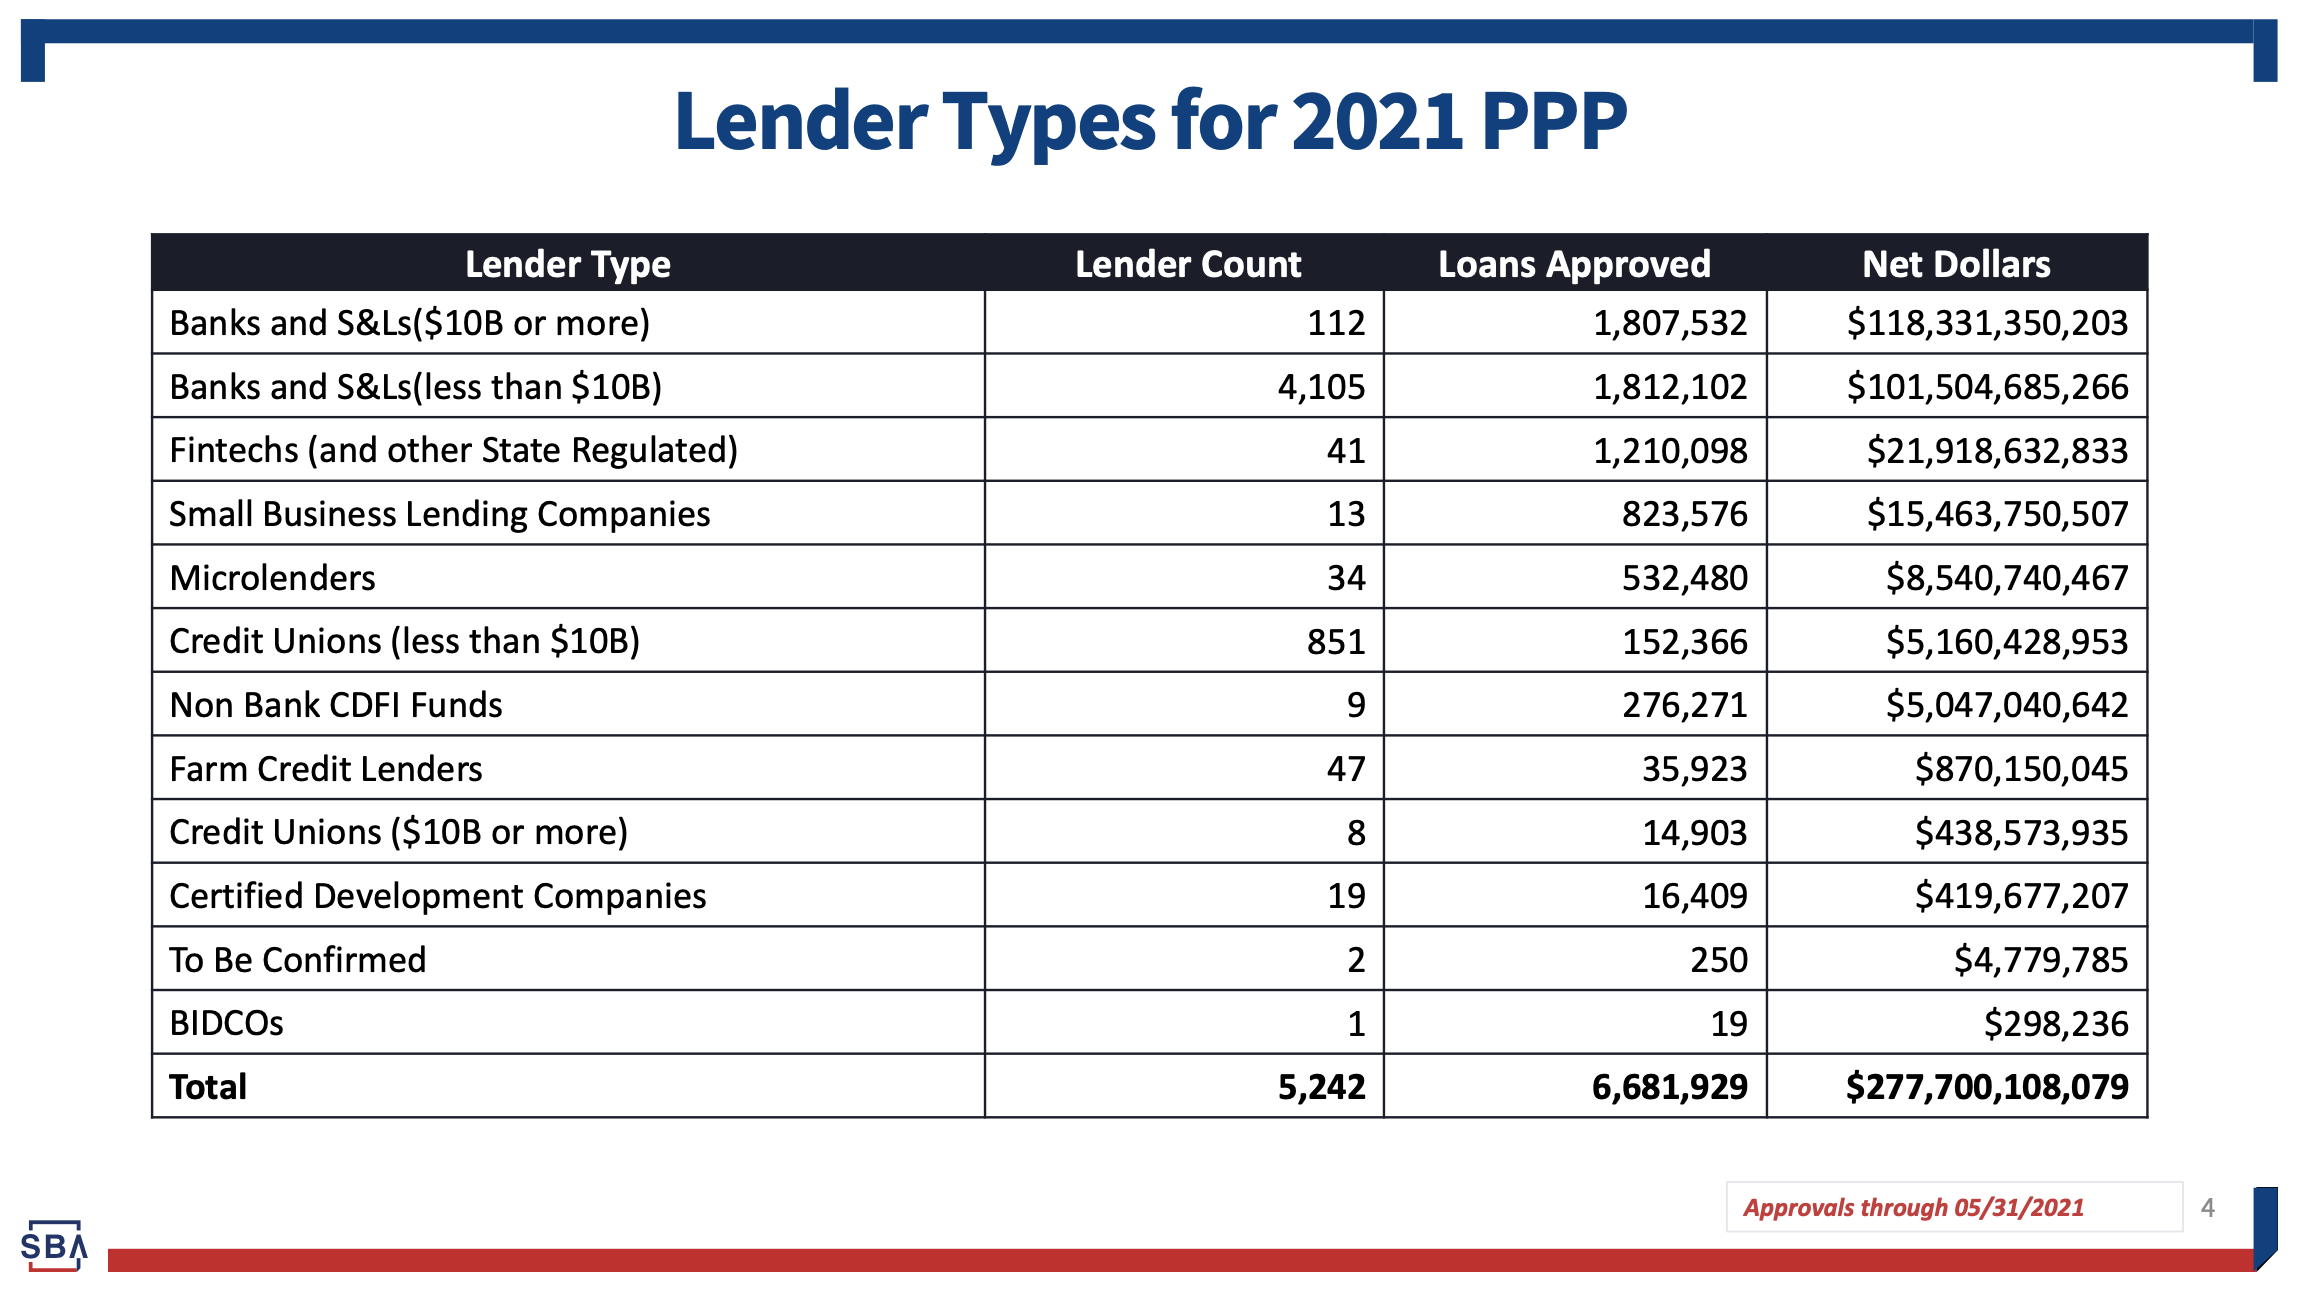 Lender Types for 2021 PPP
Lender Type Lender Count Loans Approved Net Dollars
Banks and S&Ls($10B or more) 112 1,807,532 $118,331,350,203
Banks and S&Ls(less than $10B) 4,105 1,812,102 $101,504,685,266
Fintechs (and other State Regulated) 41 1,210,098 $21,918,632,833
Small Business Lending Companies 13 823,576 $15,463,750,507
Microlenders 34 532,480 $8,540,740,467
Credit Unions (less than $10B) 851 152,366 $5,160,428,953
Non Bank CDFI Funds 9 276,271 $5,047,040,642
Farm Credit Lenders 47 35,923 $870,150,045
Credit Unions ($10B or more) 8 14,903 $438,573,935
Certified Development Companies 19 16,409 $419,677,207
To Be Confirmed 2 250 $4,779,785
BIDCOs 1 19 $298,236
Total 5,242 6,681,929 $277,700,108,079
Approvals through 05/31/2021 4
SBA